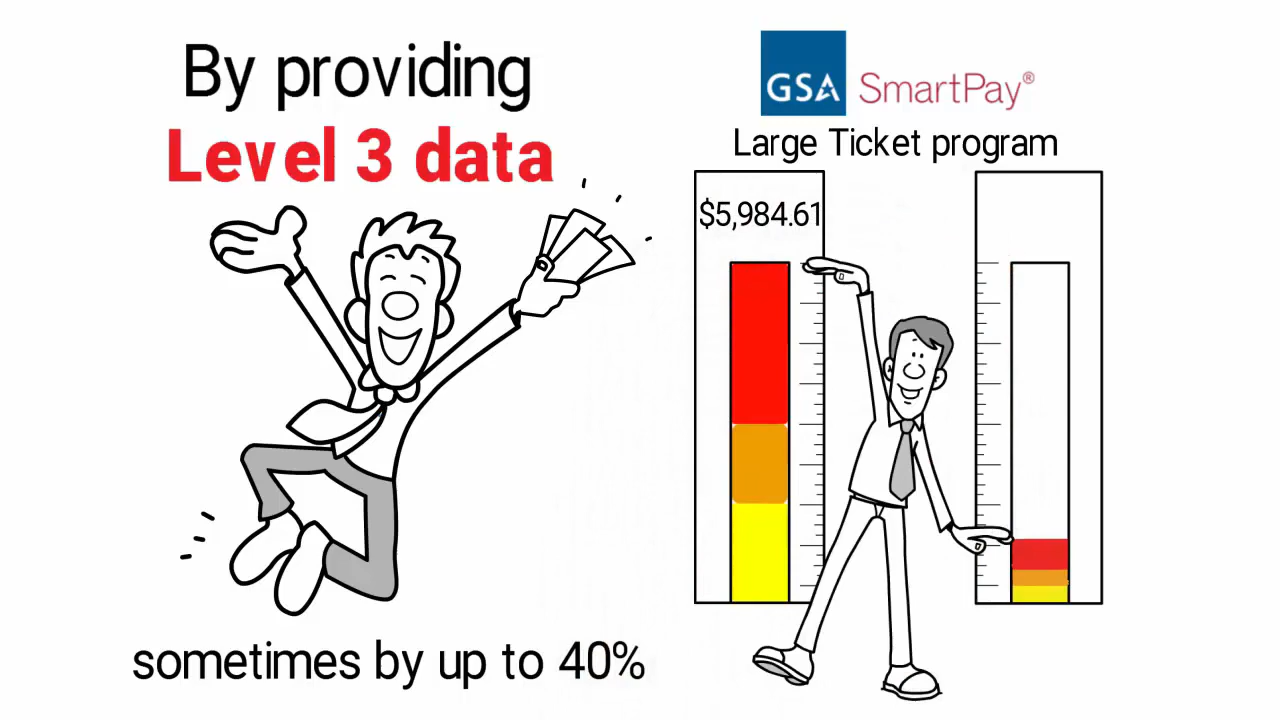 By providing
Level 3 data
sometimes by up to 40%
GSA SmartPay®
Large Ticket program
$5,984.61